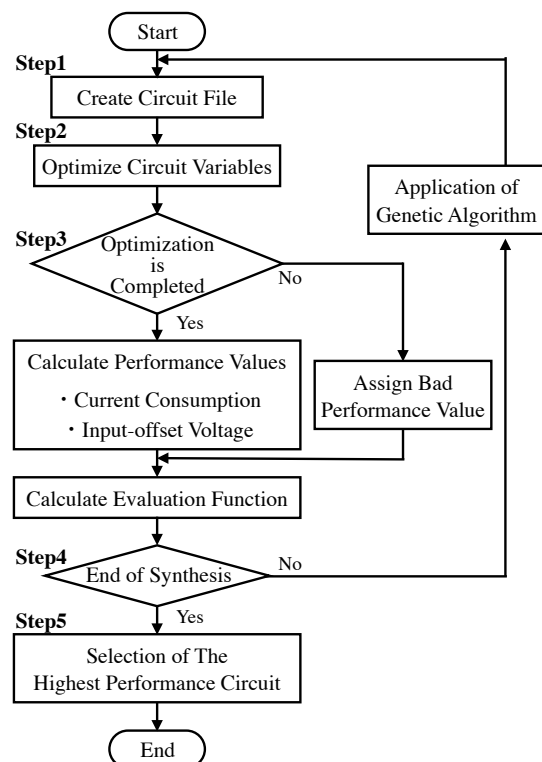 Start
Step1
Create Circuit File
Step2
Optimize Circuit Variables
Application of
Genetic Algorithm
Step3
Optimization
is
Completed
No
Yes
Calculate Performance Values
・Current Consumption
・Input-offset Voltage
Assign Bad
Performance Value
Calculate Evaluation Function
Step4
End of Synthesis
No
Yes
Step5
Selection of The
Highest Performance Circuit
End